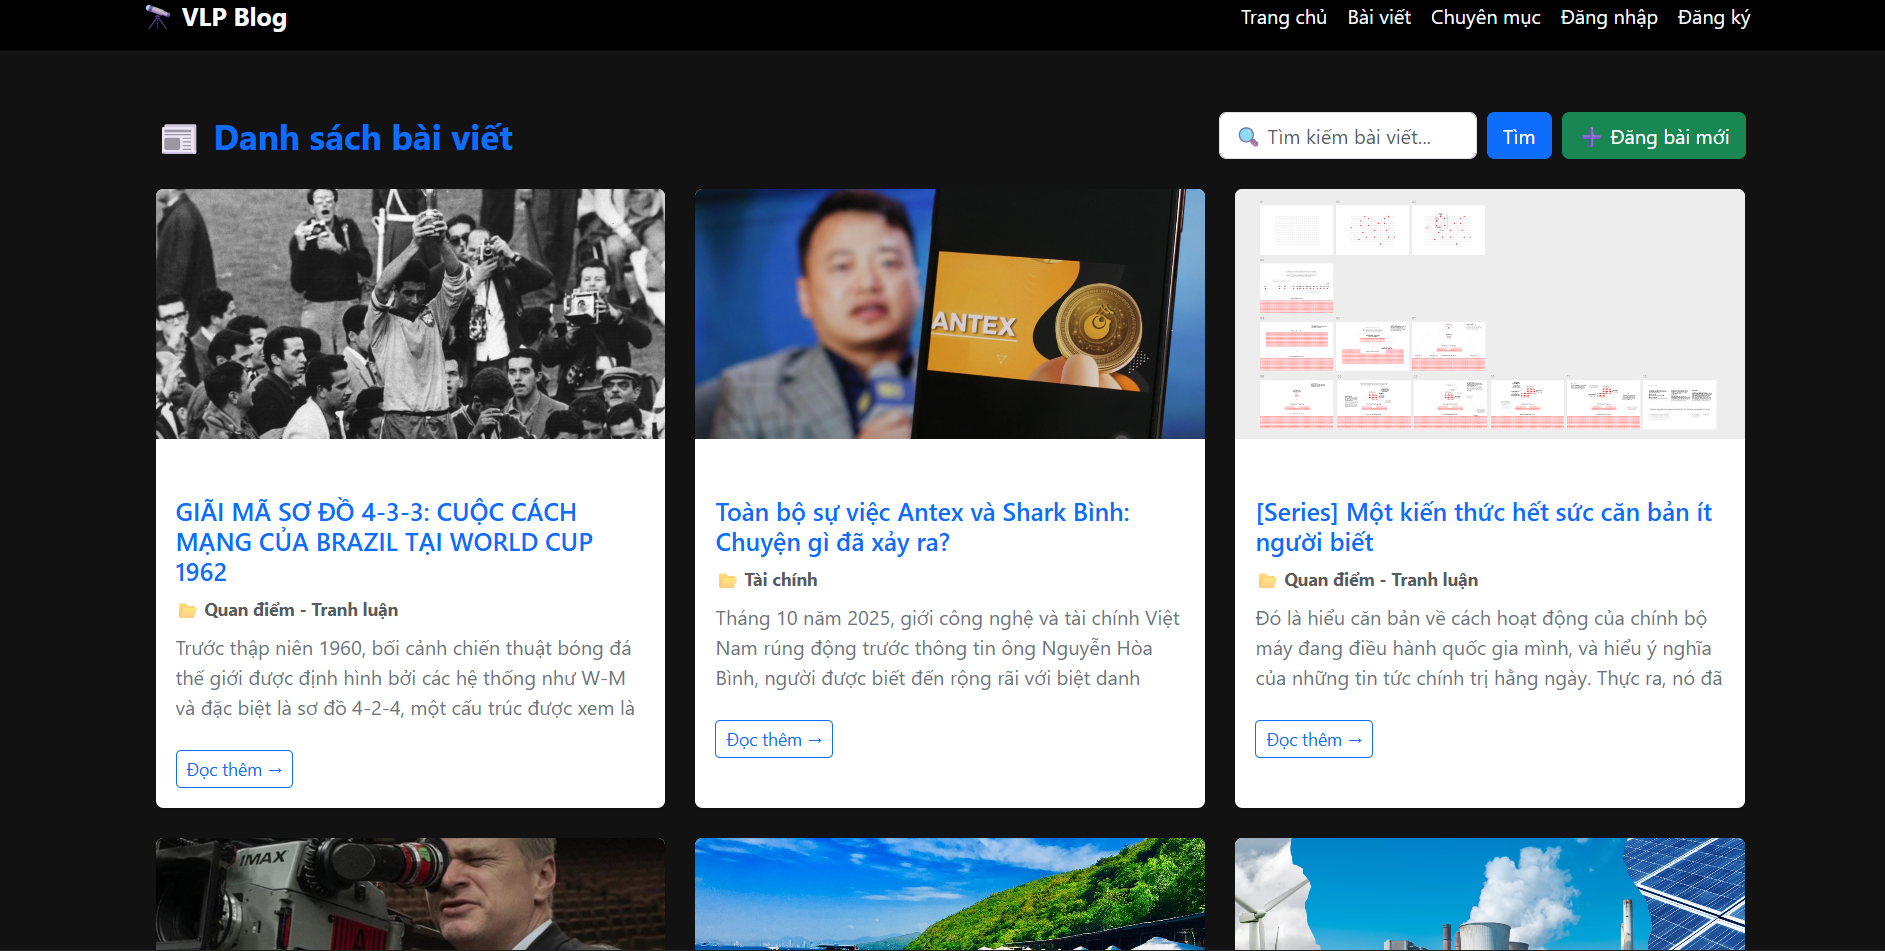 VLP Blog
Trang chủ Bài viết Chuyên mục Đăng nhập Đăng ký
Danh sách bài viết
Tìm kiếm bài viết...
Tìm
Đăng bài mới
ANTEX
GIÃI MÃ SƠ ĐỒ 4-3-3: CUỘC CÁCH
MẠNG CỦA BRAZIL TẠI WORLD CUP
1962
Quan điểm - Tranh luận
Trước thập niên 1960, bối cảnh chiến thuật bóng đá
thế giới được định hình bởi các hệ thống như W-M
và đặc biệt là sơ đồ 4-2-4, một cấu trúc được xem là
Đọc thêm →
Toàn bộ sự việc Antex và Shark Bình:
Chuyện gì đã xảy ra?
Tài chính
Tháng 10 năm 2025, giới công nghệ và tài chính Việt
Nam rúng động trước thông tin ông Nguyễn Hòa
Bình, người được biết đến rộng rãi với biệt danh
Đọc thêm →
[Series] Một kiến thức hết sức căn bản ít
người biết
Quan điểm - Tranh luận
Đó là hiểu căn bản về cách hoạt động của chính bộ
máy đang điều hành quốc gia mình, và hiểu ý nghĩa
của những tin tức chính trị hằng ngày. Thực ra, nó đã
Đọc thêm →
IMAX